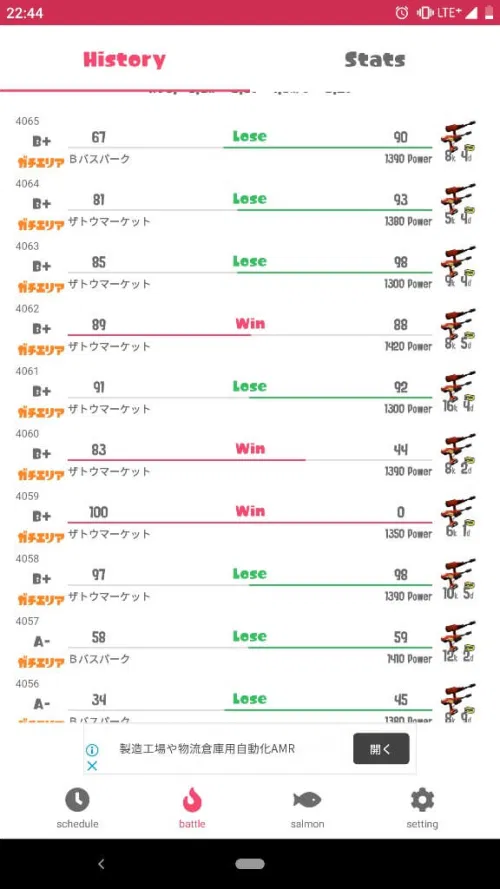 22:44 LTE+
History Stats
4065
B+ 67 Lose 90 8k 4d
ガチエリア Bバスパーク 1390 Power
4064
B+ 81 Lose 93 5k 4d
ガチエリア ザトウマーケット 1380 Power
4063
B+ 85 Lose 98 9k 4d
ガチエリア ザトウマーケット 1300 Power
4062
B+ 89 Win 88 8k 5d
ガチエリア ザトウマーケット 1420 Power
4061
B+ 91 Lose 92 16k 4d
ガチエリア ザトウマーケット 1300 Power
4060
B+ 83 Win 44 8k 2d
ガチエリア ザトウマーケット 1390 Power
4059
B+ 100 Win 0 6k 1d
ガチエリア ザトウマーケット 1350 Power
4058
B+ 97 Lose 98 10k 5d
ガチエリア ザトウマーケット 1390 Power
4057
A- 58 Lose 59 12k 2d
ガチエリア Bバスパーク 1410 Power
4056
A- 34 Lose 45 8k 9d
ガチエリア Bバスパーク 1380 Power
製造工場や物流倉庫用自動化AMR 開く
schedule battle salmon setting